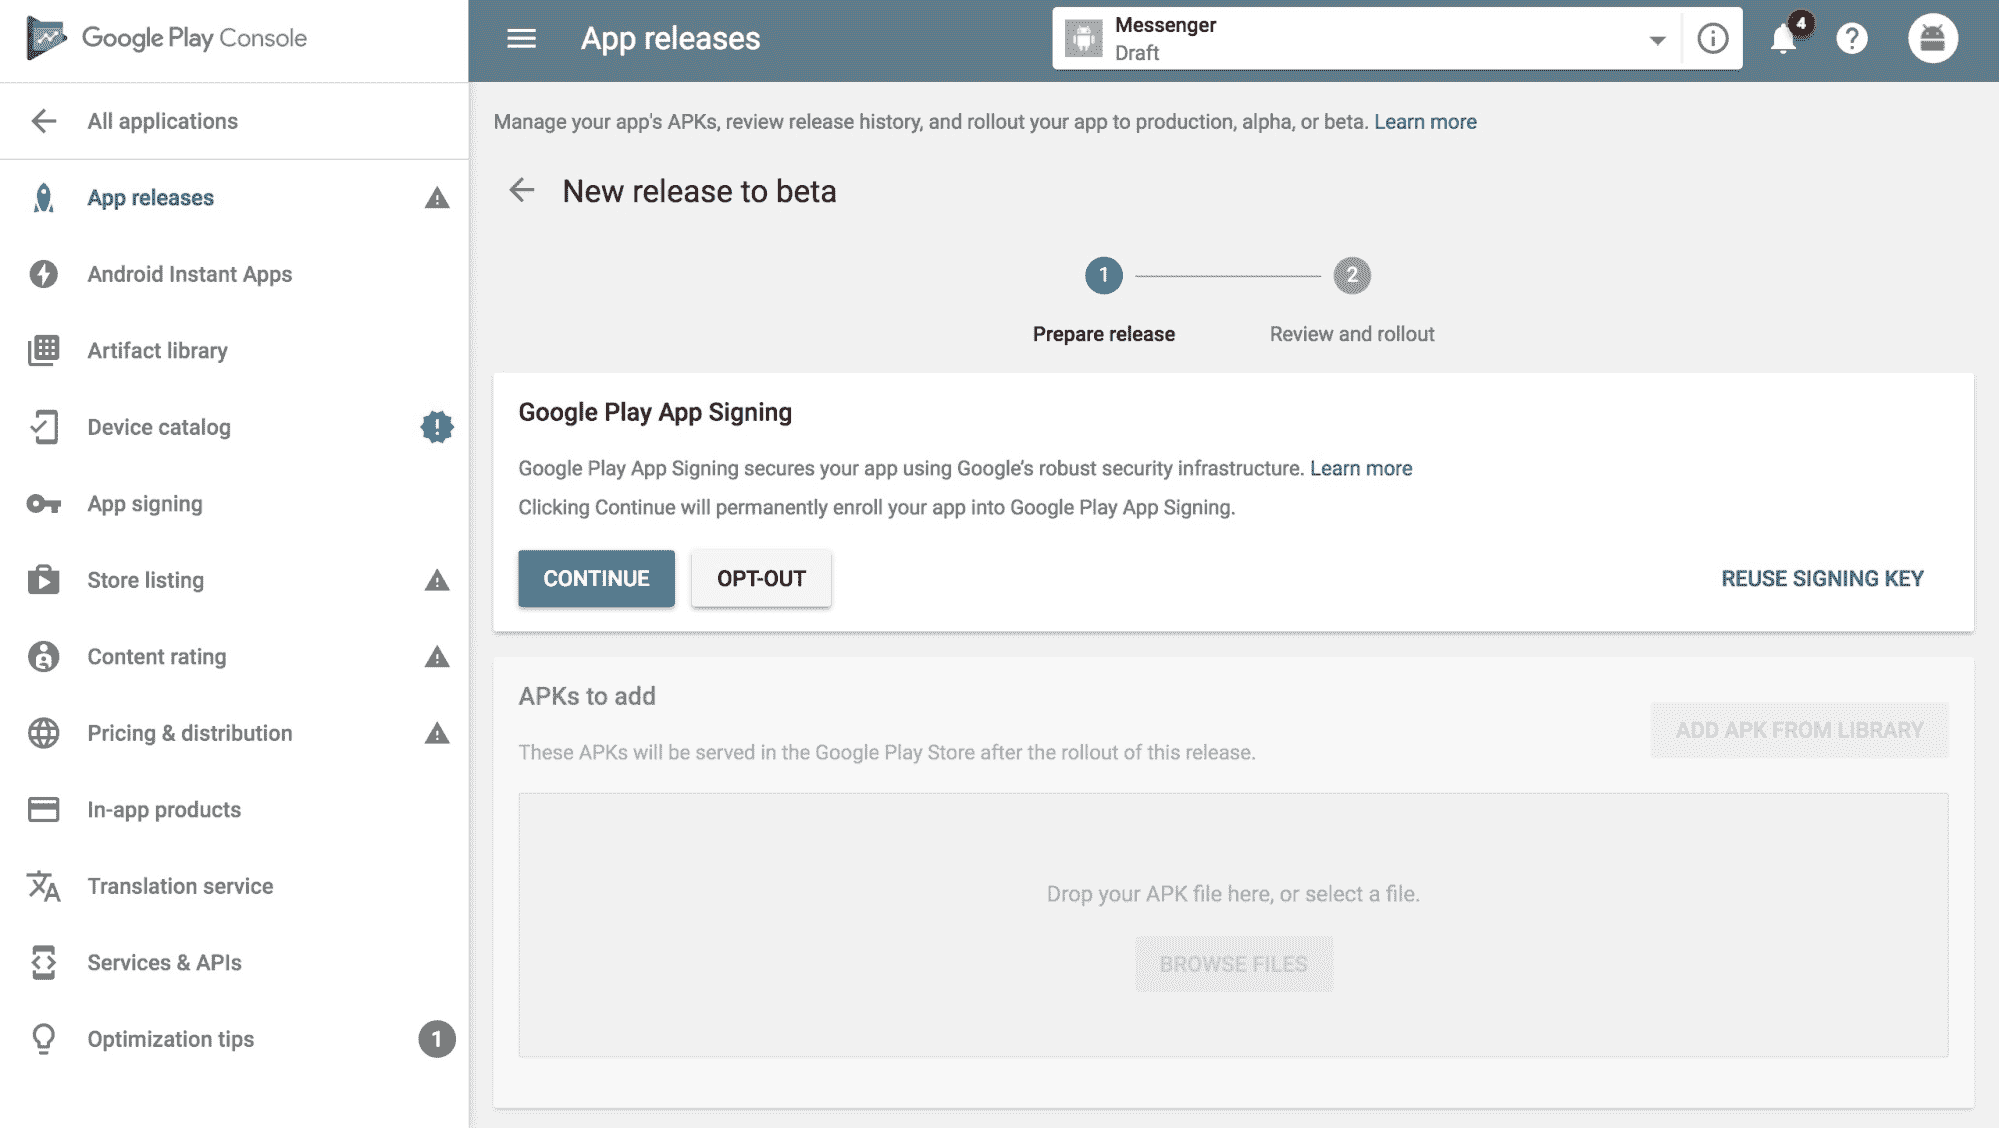 Google Play Console
App releases
Messenger
Draft
4
All applications
App releases
Android Instant Apps
Artifact library
Device catalog
App signing
Store listing
Content rating
Pricing & distribution
In-app products
Translation service
Services & APIs
Optimization tips
1
Manage your app's APKs, review release history, and rollout your app to production, alpha, or beta. Learn more
New release to beta
1
2
Prepare release
Review and rollout
Google Play App Signing
Google Play App Signing secures your app using Google’s robust security infrastructure. Learn more
Clicking Continue will permanently enroll your app into Google Play App Signing.
CONTINUE
OPT-OUT
REUSE SIGNING KEY
APKs to add
ADD APK FROM LIBRARY
These APKs will be served in the Google Play Store after the rollout of this release.
Drop your APK file here, or select a file.
BROWSE FILES